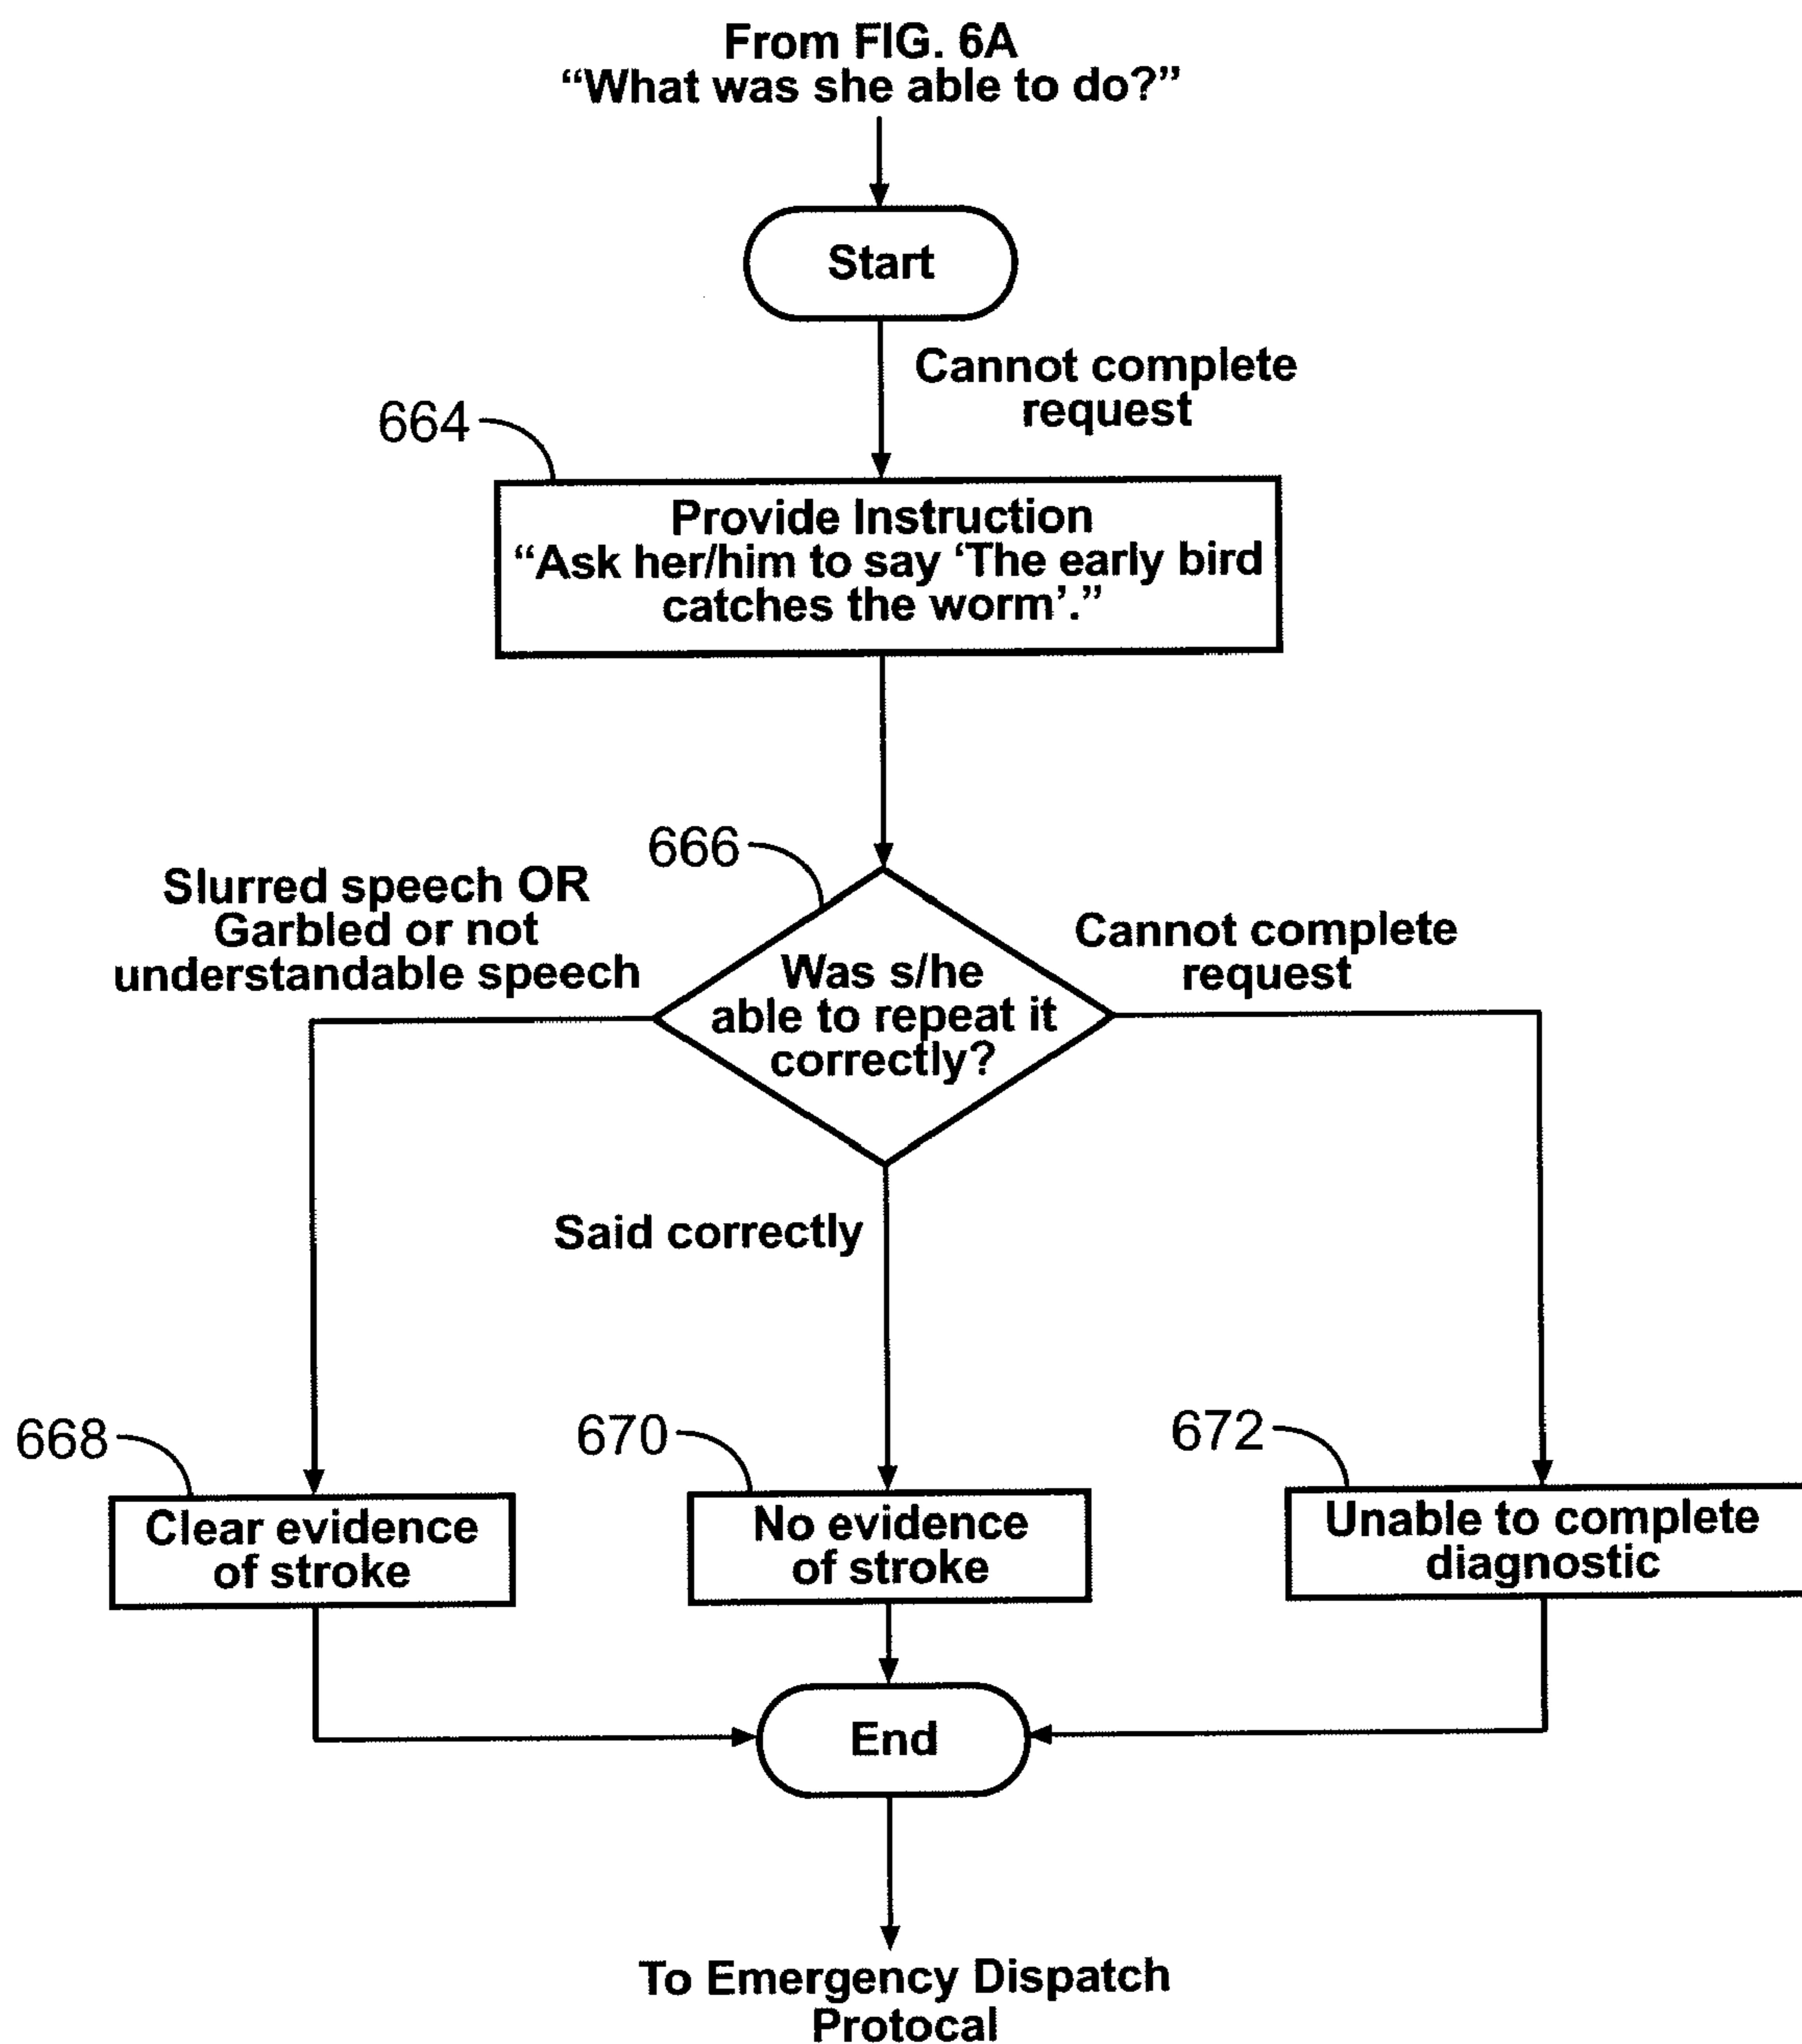 From FIG. 6A
“What was she able to do?”
Start
Cannot complete
request
664
Provide Instruction
“Ask her/him to say ‘The early bird
catches the worm’.”
666
Slurred speech OR
Garbled or not
understandable speech
Was s/he
able to repeat it
correctly?
Cannot complete
request
Said correctly
668
Clear evidence
of stroke
670
No evidence
of stroke
672
Unable to complete
diagnostic
End
To Emergency Dispatch
Protocal